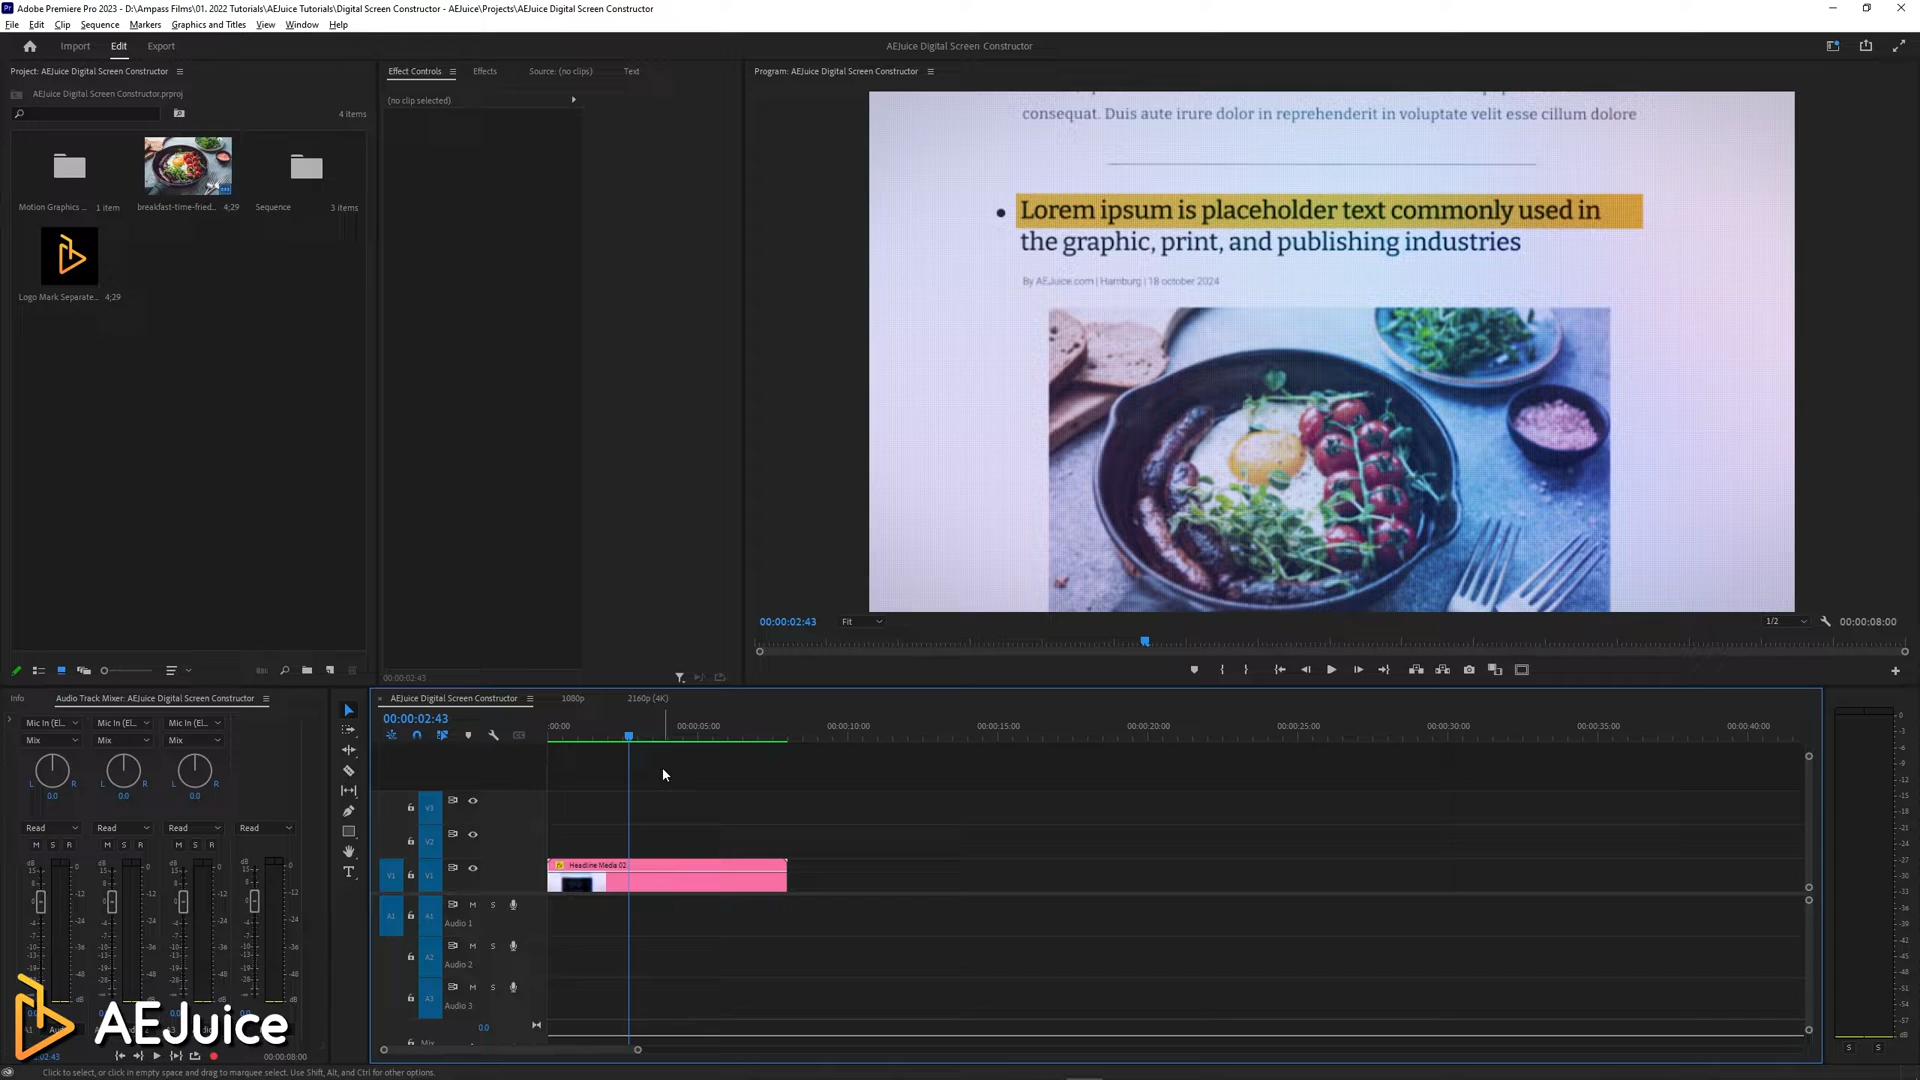 Adobe Premiere Pro 2023 - D:\Ampass Films\01. 2022 Tutorials\AEJuice Tutorials\Digital Screen Constructor - AEJuice\Projects\AEJuice Digital Screen Constructor
File Edit Clip Sequence Markers Graphics and Titles View Window Help
Import Edit Export
AEJuice Digital Screen Constructor
Project: AEJuice Digital Screen Constructor
Effect Controls Effects Source: (no clips) Text
Program: AEJuice Digital Screen Constructor
AEJuice Digital Screen Constructor.prproj
(no clip selected)
4 items
Motion Graphics ... 1 item
breakfast-time-fried... 4;29
Sequence 3 items
Logo Mark Separate... 4;29
consequat. Duis aute irure dolor in reprehenderit in voluptate velit esse cillum dolore
Lorem ipsum is placeholder text commonly used in
the graphic, print, and publishing industries
By AEJuice.com | Hamburg | 18 october 2024
00:00:02:43 Fit 1/2 00:00:08:00
00:00:02:43
Info Audio Track Mixer: AEJuice Digital Screen Constructor
AEJuice Digital Screen Constructor 1080p 2160p (4K)
00:00:02:43
:00:00 00:00:05:00 00:00:10:00 00:00:15:00 00:00:20:00 00:00:25:00 00:00:30:00 00:00:35:00 00:00:40:00
Mic In (El... Mic In (El... Mic In (El...
Mix Mix Mix
L R L R L R
0.0 0.0 0.0
Read Read Read Read
M S R M S R M S R
V3
V2
V1 V1
Headline Media 02
A1 A1 M S
Audio 1
A2 M S
Audio 2
A3 M S
Audio 3
0.0
Mix
AEJuice
00:00:08:00
S S
Click to select, or click in empty space and drag to marquee select. Use Shift, Alt, and Ctrl for other options.